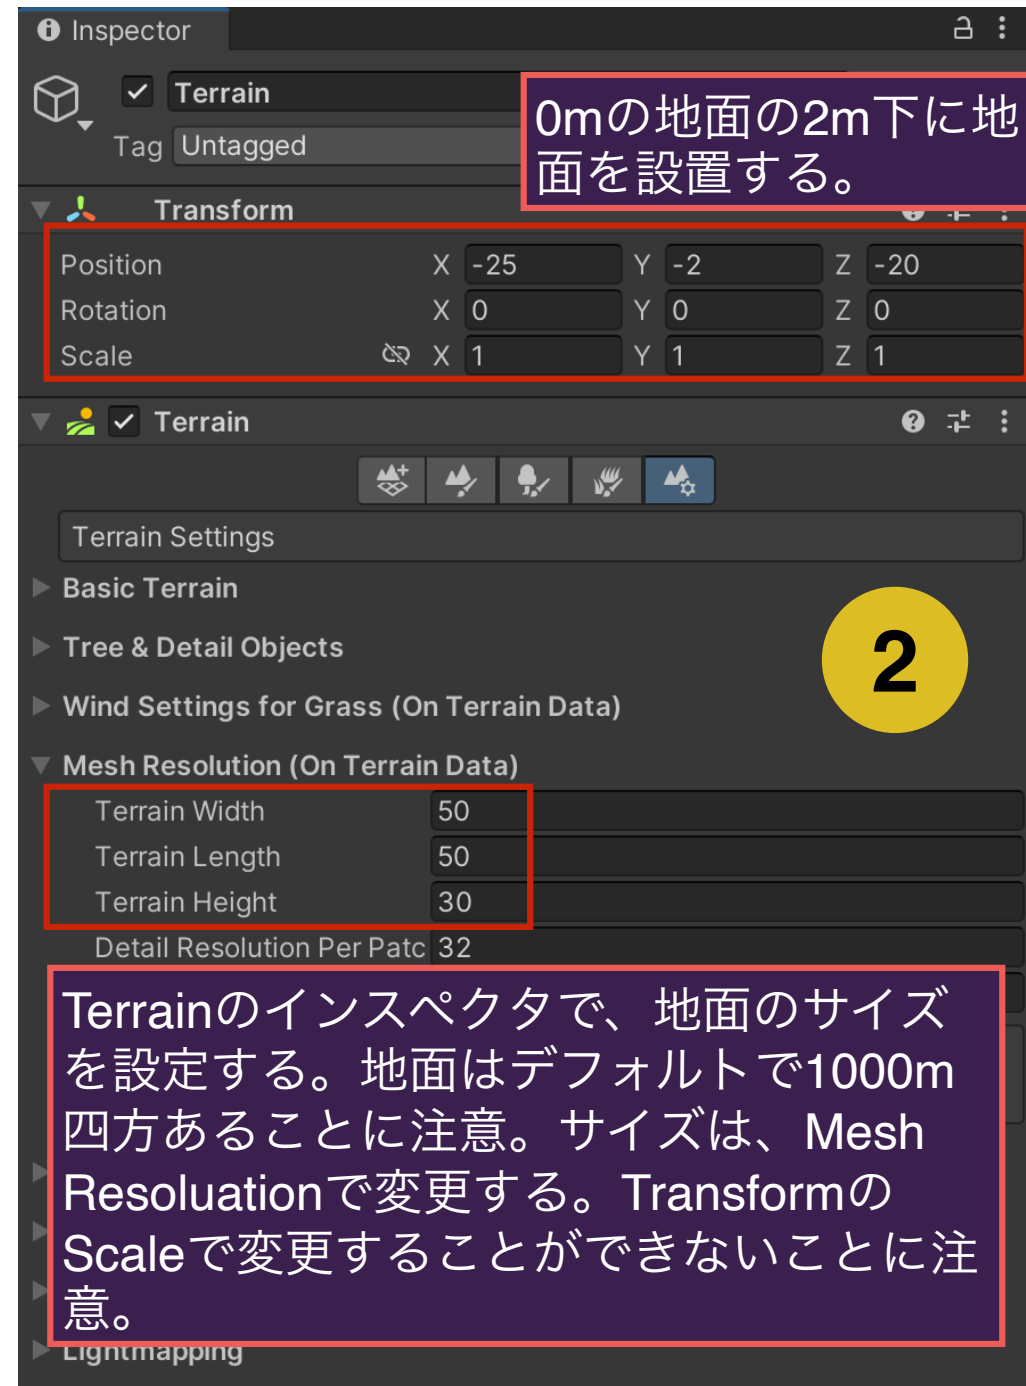 Inspector
Terrain
0mの地面の2m下に地
面を設置する。
Tag Untagged
Transform
Position X -25 Y -2 Z -20
Rotation X 0 Y 0 Z 0
Scale X 1 Y 1 Z 1
Terrain
Terrain Settings
Basic Terrain
Tree & Detail Objects
2
Wind Settings for Grass (On Terrain Data)
Mesh Resolution (On Terrain Data)
Terrain Width 50
Terrain Length 50
Terrain Height 30
Detail Resolution Per Patc 32
Terrainのインスペクタで、地面のサイズ
を設定する。地面はデフォルトで1000m
四方あることに注意。サイズは、Mesh
Resoluationで変更する。Transformの
Scaleで変更することができないことに注
意。
Lightmapping